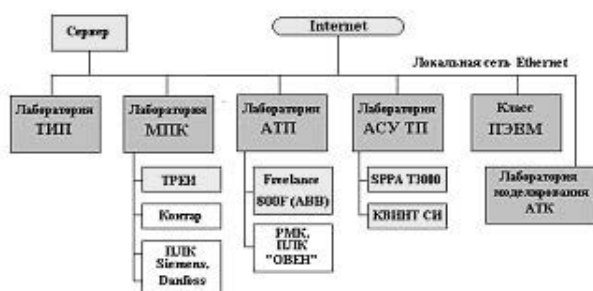 Сервер
Internet
Локальная сеть Ethernet
Лаборатория
ТИП
Лаборатория
МПК
Лаборатория
АТП
Лаборатория
АСУ ТП
Класс
ПЭВМ
ТРЕИ
Контар
ПЛК
Siemens,
Danfoss
Freelance
800F (ABB)
РМК,
ПЛК
"ОВЕН"
SPPA T3000
КВИНТ СИ
Лаборатория
моделирования
АТК